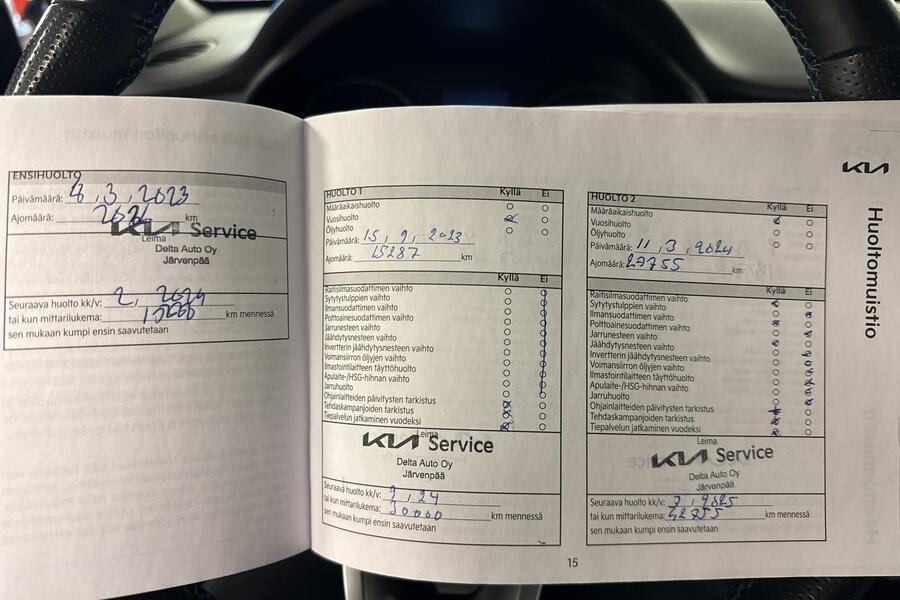 ENSIHUOLTO
Päivämäärä: 8, 3, 2023
Ajomäärä: km
KIA Service
Leima
Delta Auto Oy
Järvenpää
Seuraava huolto kk/v: 2, 2024
tai kun mittarilukema: km mennessä
sen mukaan kumpi ensin saavutetaan
HUOLTO 1 Kyllä Ei
Määräaikaishuolto
Vuosihuolto
Öljyhuolto
Päivämäärä: 15, 9, 2023
Ajomäärä: 15287 km
Kyllä Ei
Raitisilmasuodattimen vaihto
Sytytystulppien vaihto
Ilmansuodattimen vaihto
Polttoainesuodattimen vaihto
Jarrunesteen vaihto
Jäähdytysnesteen vaihto
Invertterin jäähdytysnesteen vaihto
Voimansiirron öljyjen vaihto
Ilmastointilaitteen täyttöhuolto
Apulaite-/HSG-hihnan vaihto
Jarruhuolto
Ohjainlaitteiden päivitysten tarkistus
Tehdaskampanjoiden tarkistus
Tiepalvelun jatkaminen vuodeksi
Leima
KIA Service
Delta Auto Oy
Järvenpää
Seuraava huolto kk/v: 9, 24
tai kun mittarilukema: 30000 km mennessä
sen mukaan kumpi ensin saavutetaan
15
HUOLTO 2 Kyllä Ei
Määräaikaishuolto
Vuosihuolto
Öljyhuolto
Päivämäärä: 11, 3, 2024
Ajomäärä: 27755 km
Kyllä Ei
Raitisilmasuodattimen vaihto
Sytytystulppien vaihto
Ilmansuodattimen vaihto
Polttoainesuodattimen vaihto
Jarrunesteen vaihto
Jäähdytysnesteen vaihto
Invertterin jäähdytysnesteen vaihto
Voimansiirron öljyjen vaihto
Ilmastointilaitteen täyttöhuolto
Apulaite-/HSG-hihnan vaihto
Jarruhuolto
Ohjainlaitteiden päivitysten tarkistus
Tehdaskampanjoiden tarkistus
Tiepalvelun jatkaminen vuodeksi
Leima
KIA Service
Delta Auto Oy
Järvenpää
Seuraava huolto kk/v: 2025
tai kun mittarilukema: 42755 km mennessä
sen mukaan kumpi ensin saavutetaan
KIA
Huoltomuistio